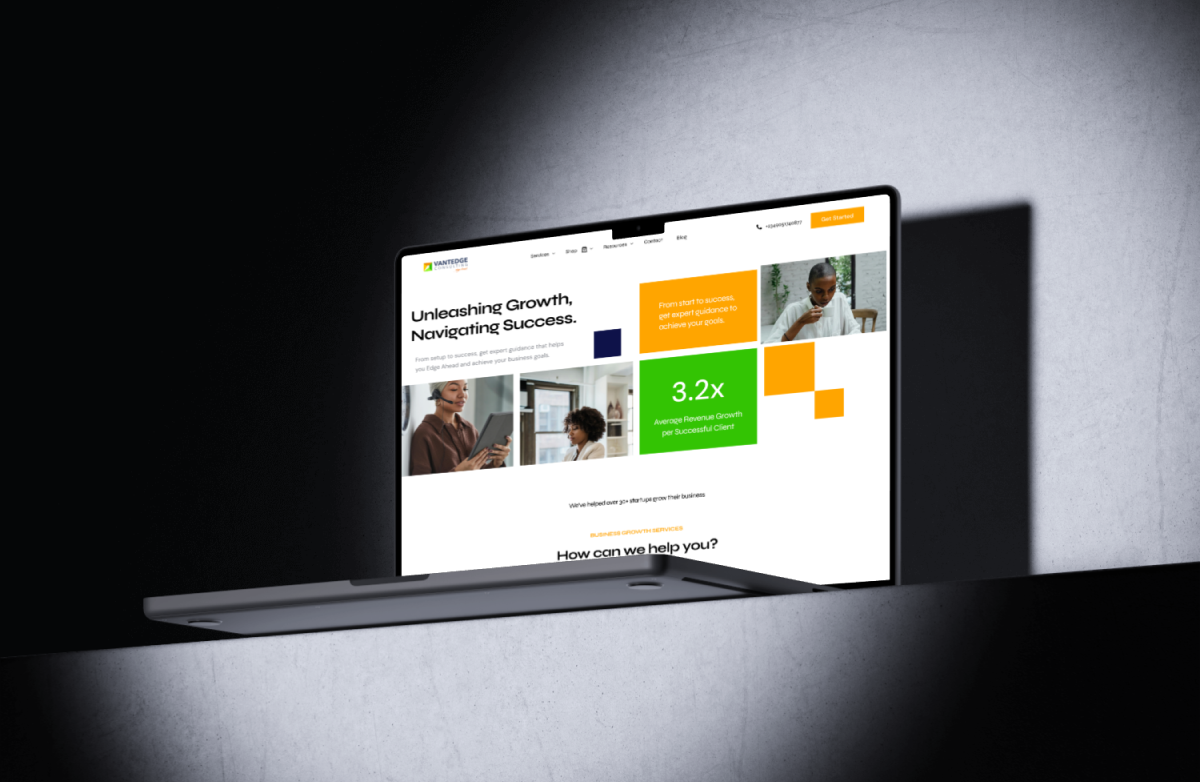 VANTEDGE
CONSULTING
Services
Shop
Resources
Contact
Blog
Get Started
Unleashing Growth,
Navigating Success.
From setup to success, get expert guidance that helps
you Edge Ahead and achieve your business goals.
From start to success,
get expert guidance to
achieve your goals.
3.2x
Average Revenue Growth
per Successful Client
We've helped over 30+ startups grow their business
BUSINESS GROWTH SERVICES
How can we help you?